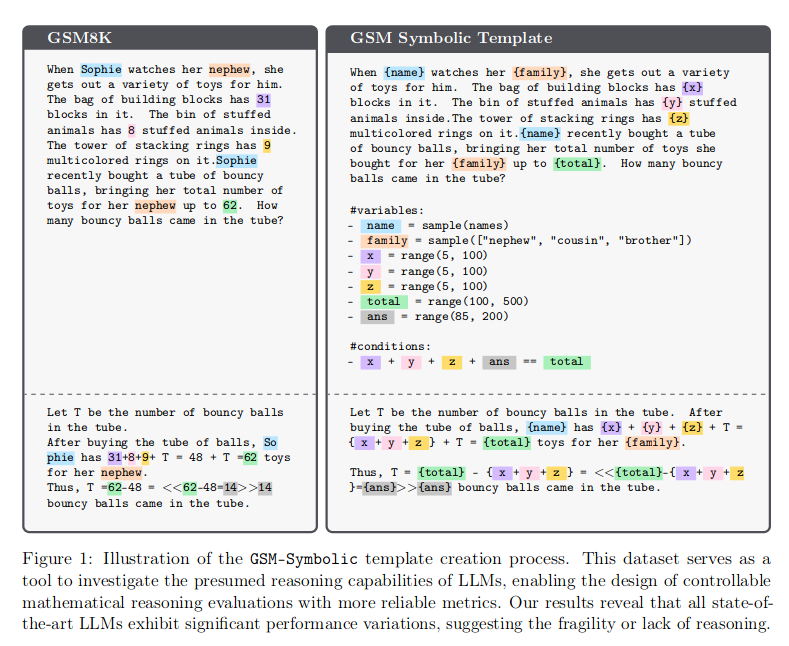 GSM8K
When Sophie watches her nephew, she
gets out a variety of toys for him.
The bag of building blocks has 31
blocks in it. The bin of stuffed
animals has 8 stuffed animals inside.
The tower of stacking rings has 9
multicolored rings on it.Sophie
recently bought a tube of bouncy
balls, bringing her total number of
toys for her nephew up to 62. How
many bouncy balls came in the tube?
Let T be the number of bouncy balls
in the tube.
After buying the tube of balls, So
phie has 31+8+9+ T = 48 + T =62 toys
for her nephew.
Thus, T =62-48 = <<62-48=14>>14
bouncy balls came in the tube.
GSM Symbolic Template
When {name} watches her {family}, she gets out a variety
of toys for him. The bag of building blocks has {x}
blocks in it. The bin of stuffed animals has {y} stuffed
animals inside.The tower of stacking rings has {z}
multicolored rings on it.{name} recently bought a tube
of bouncy balls, bringing her total number of toys she
bought for her {family} up to {total}. How many bouncy
balls came in the tube?
#variables:
- name = sample(names)
- family = sample(["nephew", "cousin", "brother"])
- x = range(5, 100)
- y = range(5, 100)
- z = range(5, 100)
- total = range(100, 500)
- ans = range(85, 200)
#conditions:
- x + y + z + ans == total
Let T be the number of bouncy balls in the tube. After
buying the tube of balls, {name} has {x} + {y} + {z} + T =
{ x + y + z } + T = {total} toys for her {family}.
Thus, T = {total} - { x + y + z } = <<{total}-{ x + y + z
}={ans}>>{ans} bouncy balls came in the tube.
Figure 1: Illustration of the GSM-Symbolic template creation process. This dataset serves as a
tool to investigate the presumed reasoning capabilities of LLMs, enabling the design of controllable
mathematical reasoning evaluations with more reliable metrics. Our results reveal that all state-of-
the-art LLMs exhibit significant performance variations, suggesting the fragility or lack of reasoning.